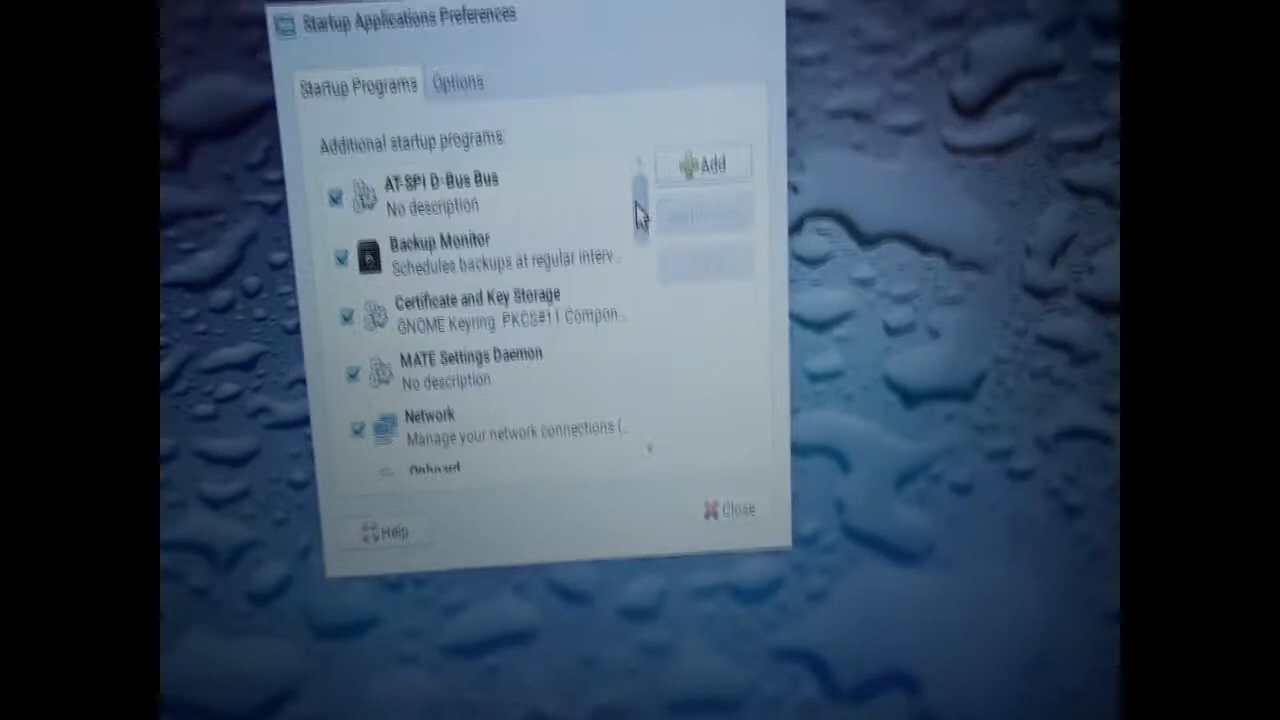 Startup Applications Preferences
Startup Programs
Options
Additional startup programs:
AT-SPI D-Bus Bus
No description
Add
Backup Monitor
Schedules backups at regular interv...
Certificate and Key Storage
GNOME Keyring: PKCS#11 Compon...
MATE Settings Daemon
No description
Network
Manage your network connections (...
Onboard
Help
Close